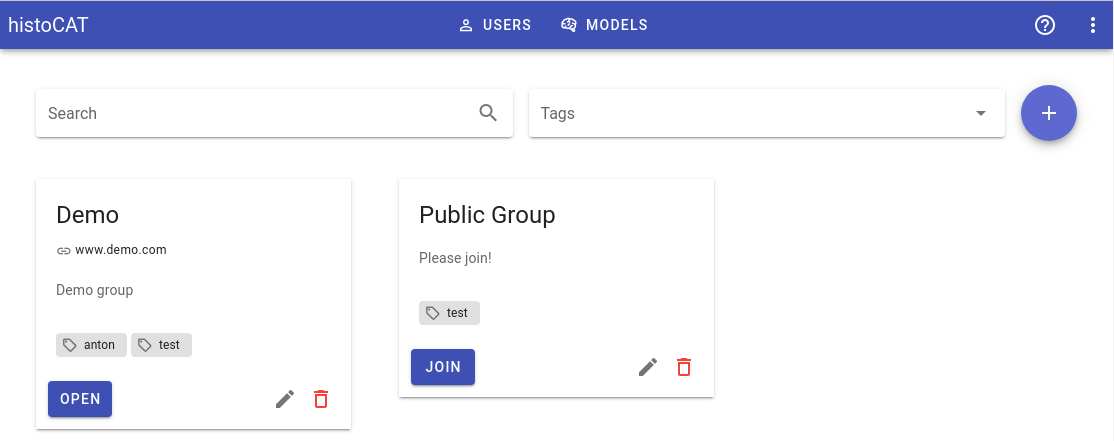 histoCAT
USERS
MODELS
Search
Tags
Demo
www.demo.com
Demo group
anton
test
OPEN
Public Group
Please join!
test
JOIN